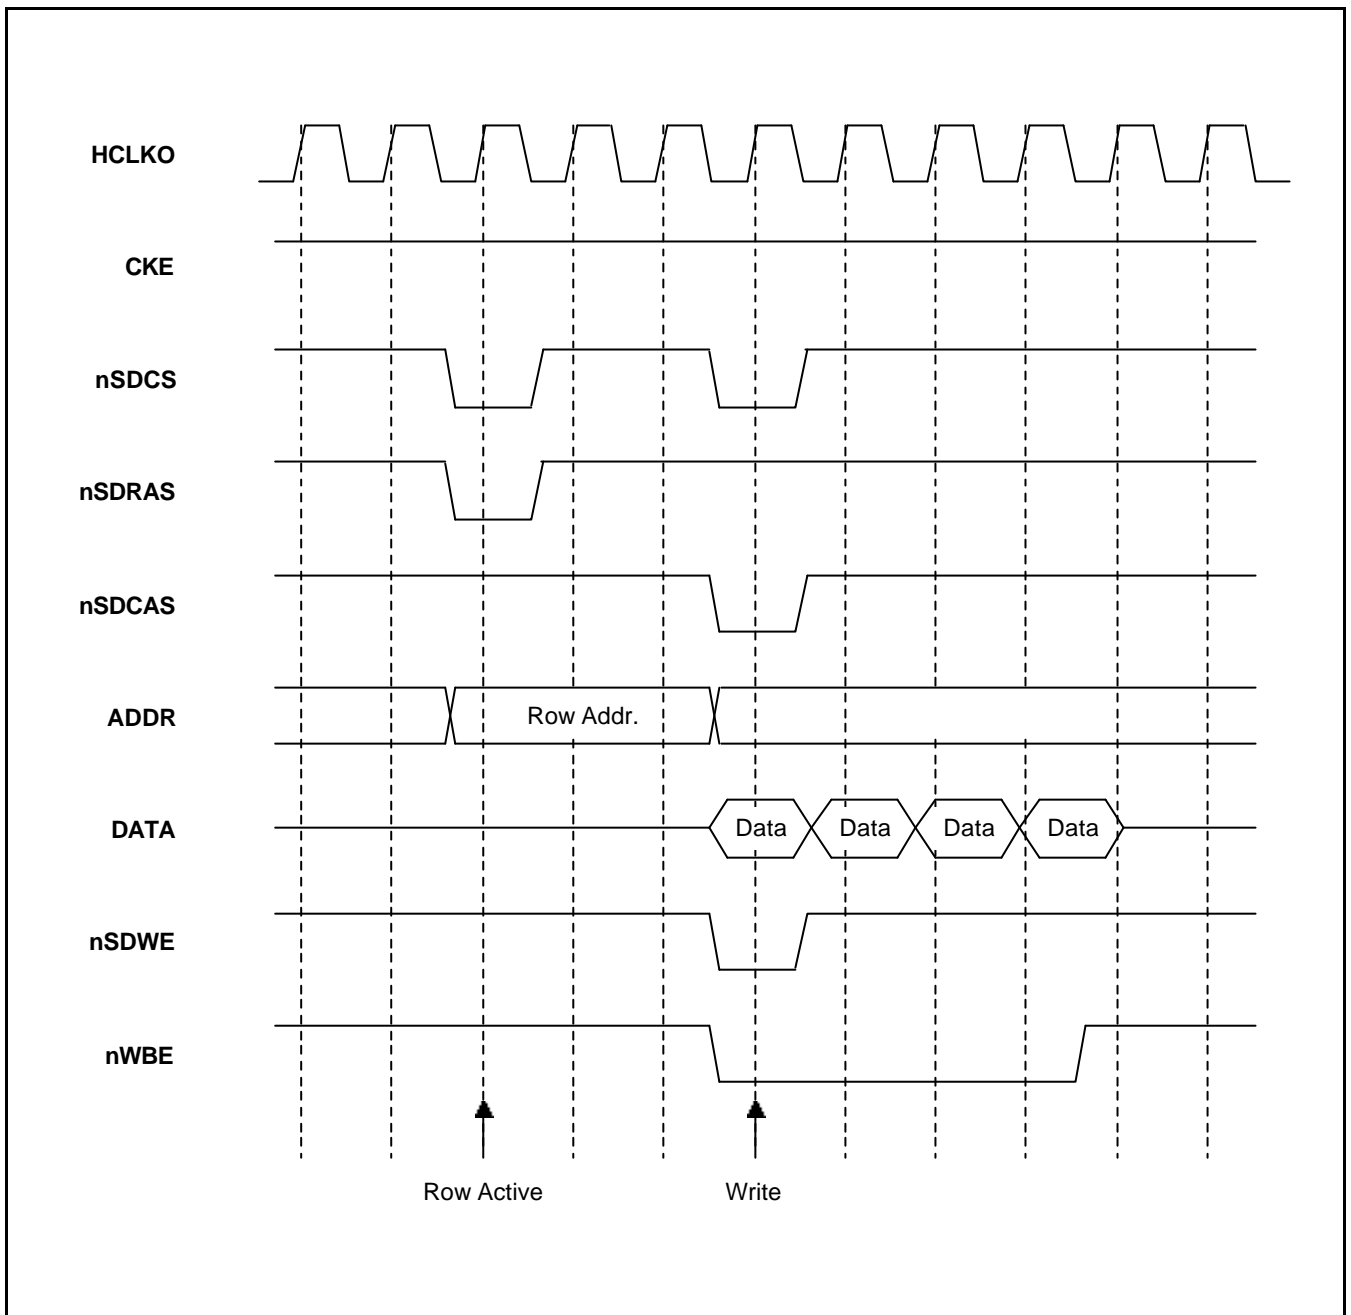 HCLKO
CKE
nSDCS
nSDRAS
nSDCAS
ADDR
Row Addr.
DATA
Data Data Data Data
nSDWE
nWBE
Row Active Write